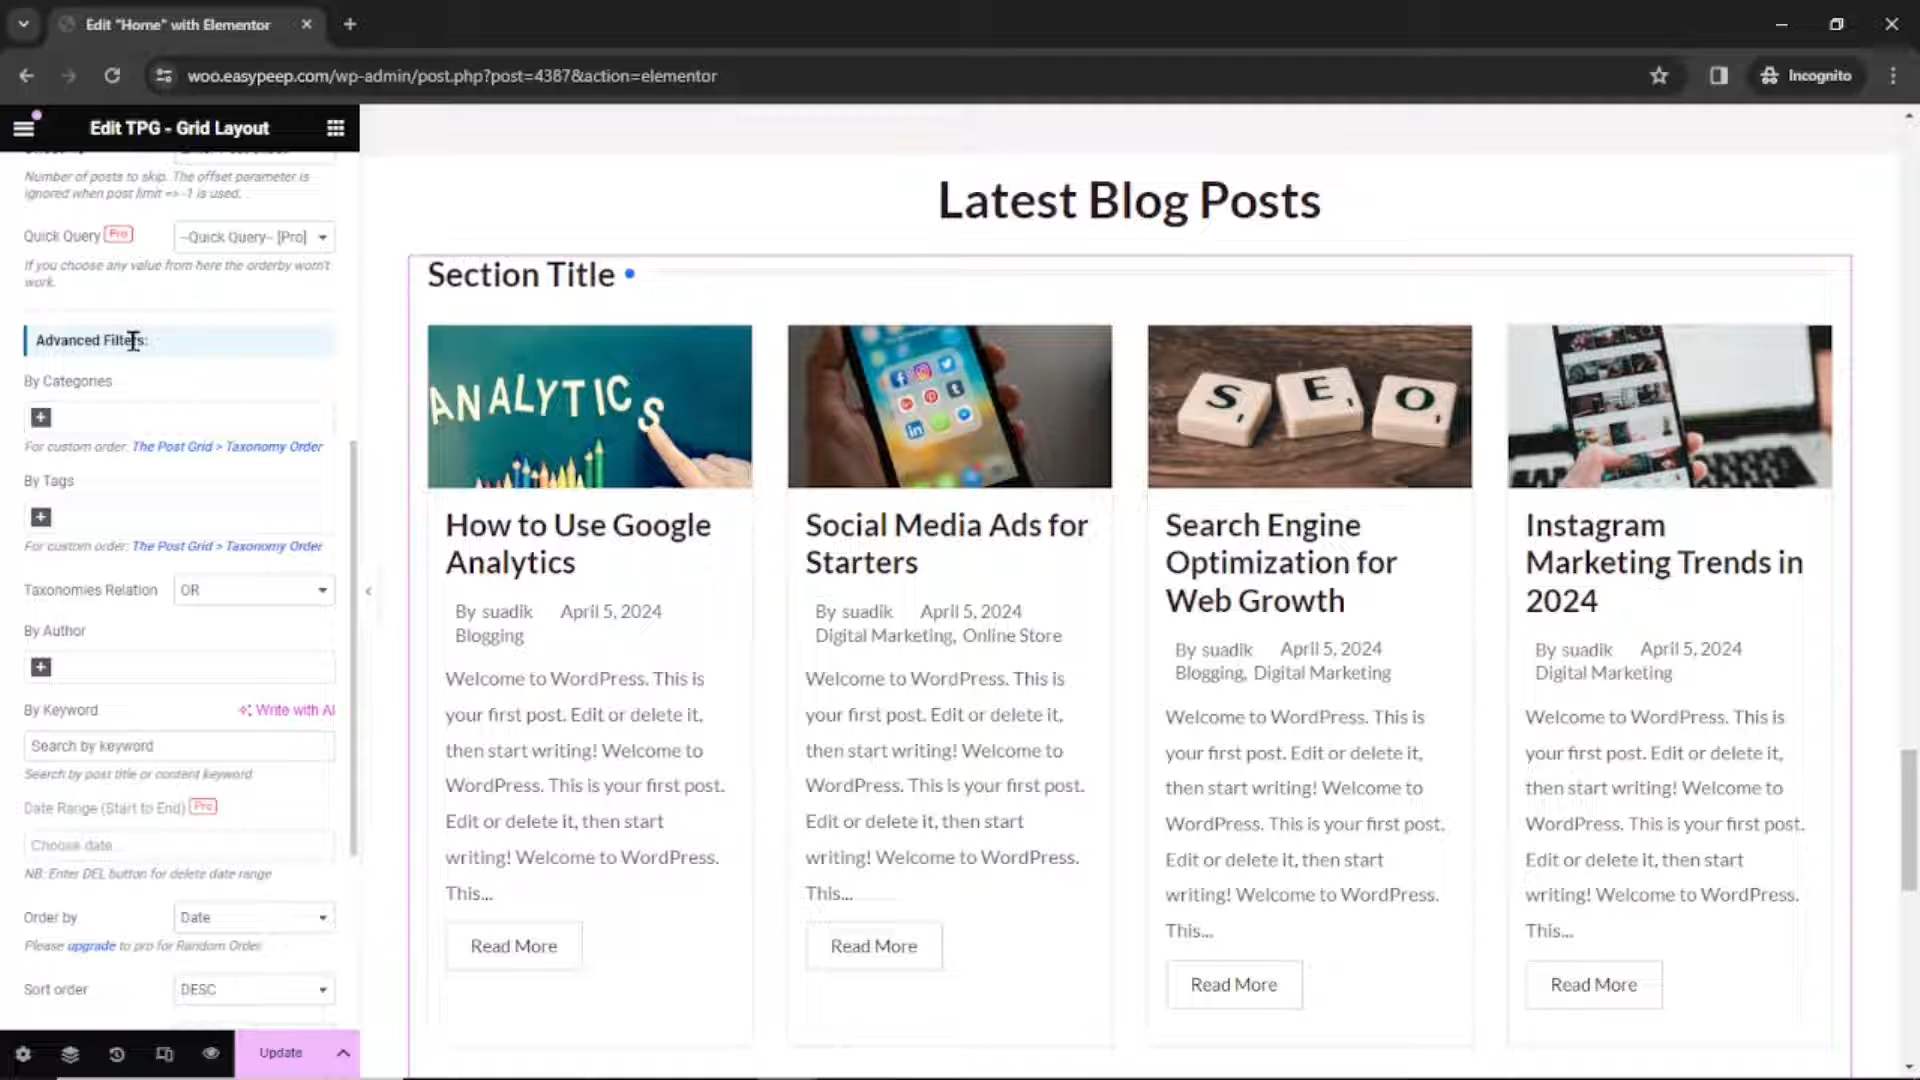 Edit "Home" with Elementor
woo.easypeep.com/wp-admin/post.php?post=4387&action=elementor
Incognito
Edit TPG - Grid Layout
Number of posts to skip. The offset parameter is
ignored when post limit => -1 is used.
Quick Query Pro
--Quick Query-- [Pro]
If you choose any value from here the orderby worn't
work.
Advanced Filters:
By Categories
For custom order: The Post Grid > Taxonomy Order
By Tags
For custom order: The Post Grid > Taxonomy Order
Taxonomies Relation
OR
By Author
By Keyword
Write with AI
Search by keyword
Search by post title or content keyword
Date Range (Start to End) Pro
Choose date...
NB: Enter DEL button for delete date range
Order by
Date
Please upgrade to pro for Random Order
Sort order
DESC
Update
Latest Blog Posts
Section Title
ANALYTICS
How to Use Google
Analytics
By suadik April 5, 2024
Blogging
Welcome to WordPress. This is
your first post. Edit or delete it,
then start writing! Welcome to
WordPress. This is your first post.
Edit or delete it, then start
writing! Welcome to WordPress.
This...
Read More
Social Media Ads for
Starters
By suadik April 5, 2024
Digital Marketing, Online Store
Welcome to WordPress. This is
your first post. Edit or delete it,
then start writing! Welcome to
WordPress. This is your first post.
Edit or delete it, then start
writing! Welcome to WordPress.
This...
Read More
S E O
Search Engine
Optimization for
Web Growth
By suadik April 5, 2024
Blogging, Digital Marketing
Welcome to WordPress. This is
your first post. Edit or delete it,
then start writing! Welcome to
WordPress. This is your first post.
Edit or delete it, then start
writing! Welcome to WordPress.
This...
Read More
Instagram
Marketing Trends in
2024
By suadik April 5, 2024
Digital Marketing
Welcome to WordPress. This is
your first post. Edit or delete it,
then start writing! Welcome to
WordPress. This is your first post.
Edit or delete it, then start
writing! Welcome to WordPress.
This...
Read More